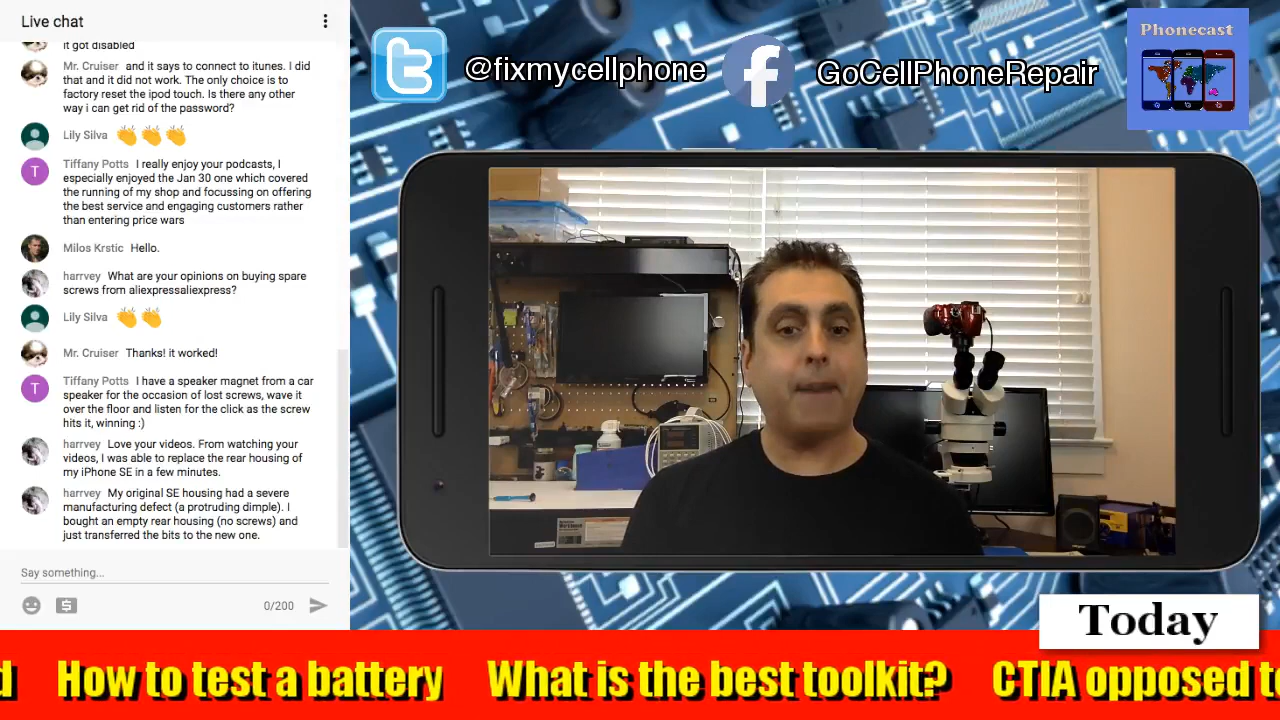 Live chat
it got disabled
Mr. Cruiser and it says to connect to itunes. I did
that and it did not work. The only choice is to
factory reset the ipod touch. Is there any other
way i can get rid of the password?
Lily Silva
T
Tiffany Potts I really enjoy your podcasts, I
especially enjoyed the Jan 30 one which covered
the running of my shop and focussing on offering
the best service and engaging customers rather
than entering price wars
Milos Krstic Hello.
harrvey What are your opinions on buying spare
screws from aliexpressaliexpress?
Lily Silva
Mr. Cruiser Thanks! it worked!
T
Tiffany Potts I have a speaker magnet from a car
speaker for the occasion of lost screws, wave it
over the floor and listen for the click as the screw
hits it, winning :)
harvey Love your videos. From watching your
videos, I was able to replace the rear housing of
my iPhone SE in a few minutes.
harvey My original SE housing had a severe
manufacturing defect (a protruding dimple). I
bought an empty rear housing (no screws) and
just transferred the bits to the new one.
Say something...
0/200
@fixmycellphone
GoCellPhoneRepair
Phonecast
Today
d How to test a battery What is the best toolkit? CTIA opposed to